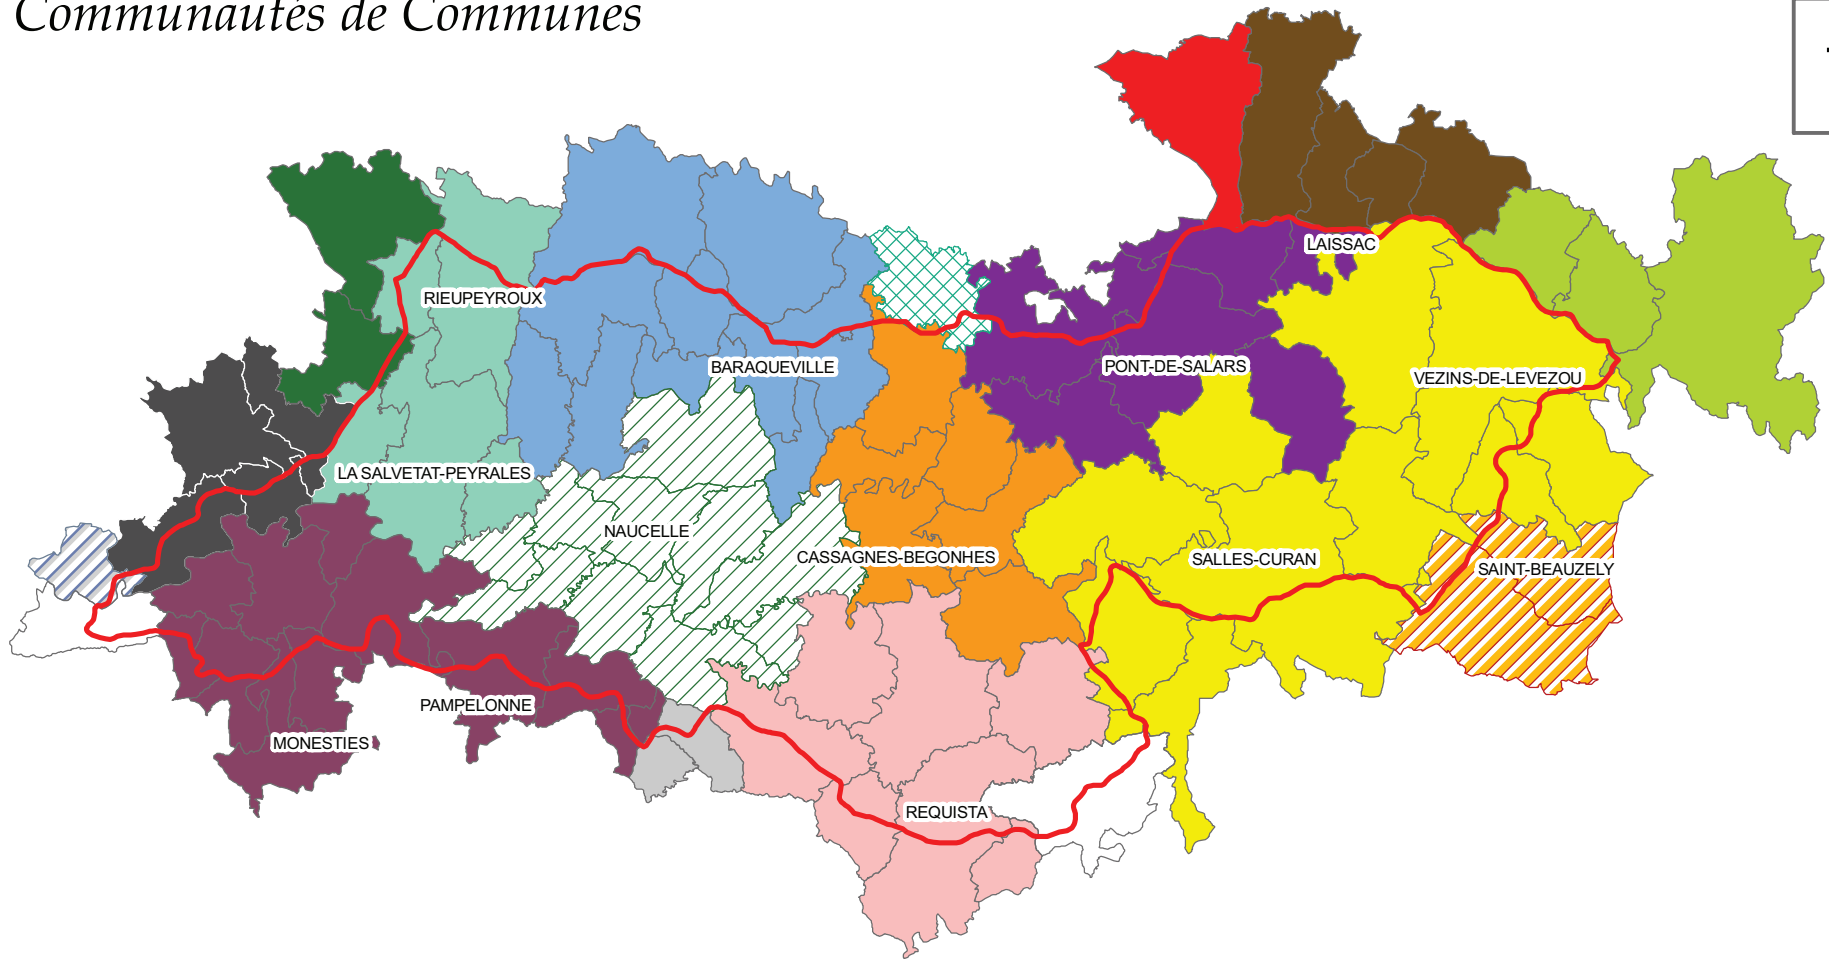 Communautés de Communes
LAISSAC
RIEUPEYROUX
BARAQUEVILLE
PONT-DE-SALARS
VEZINS-DE-LEVEZOU
LA SALVETAT-PEYRALES
NAUCELLE
CASSAGNES-BEGONHES
SALLES-CURAN
SAINT-BEAUZELY
PAMPELONNE
MONESTIES
REQUISTA